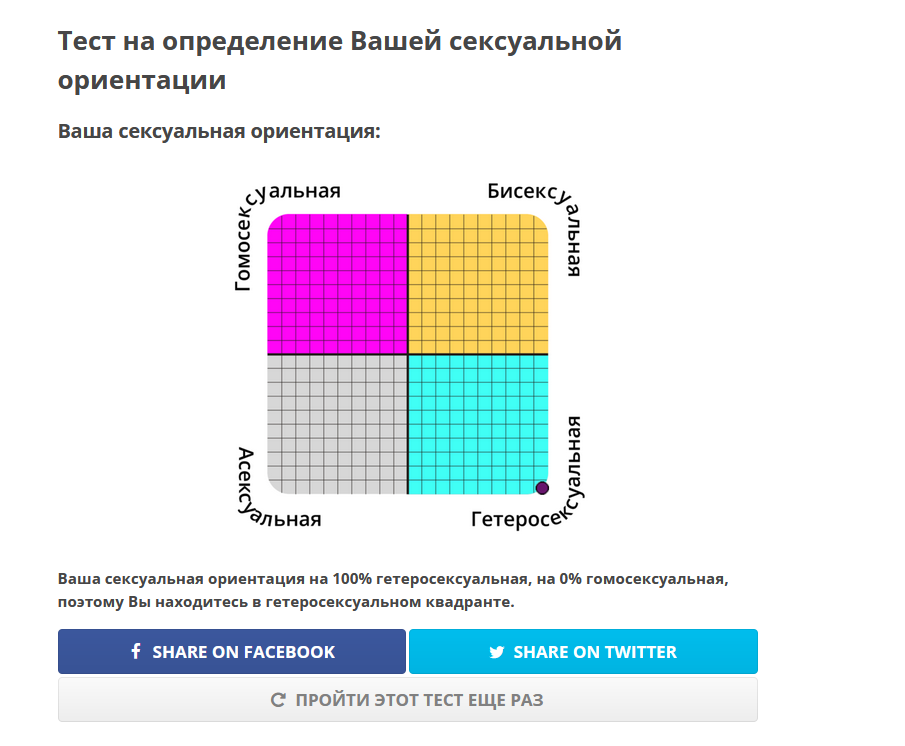 Тест на определение Вашей сексуальной
ориентации
Ваша сексуальная ориентация:
Гомосексуальная
Бисексуальная
Асексуальная
Гетеросексуальная
Ваша сексуальная ориентация на 100% гетеросексуальная, на 0% гомосексуальная,
поэтому Вы находитесь в гетеросексуальном квадранте.
SHARE ON FACEBOOK
SHARE ON TWITTER
ПРОЙТИ ЭТОТ ТЕСТ ЕЩЕ РАЗ